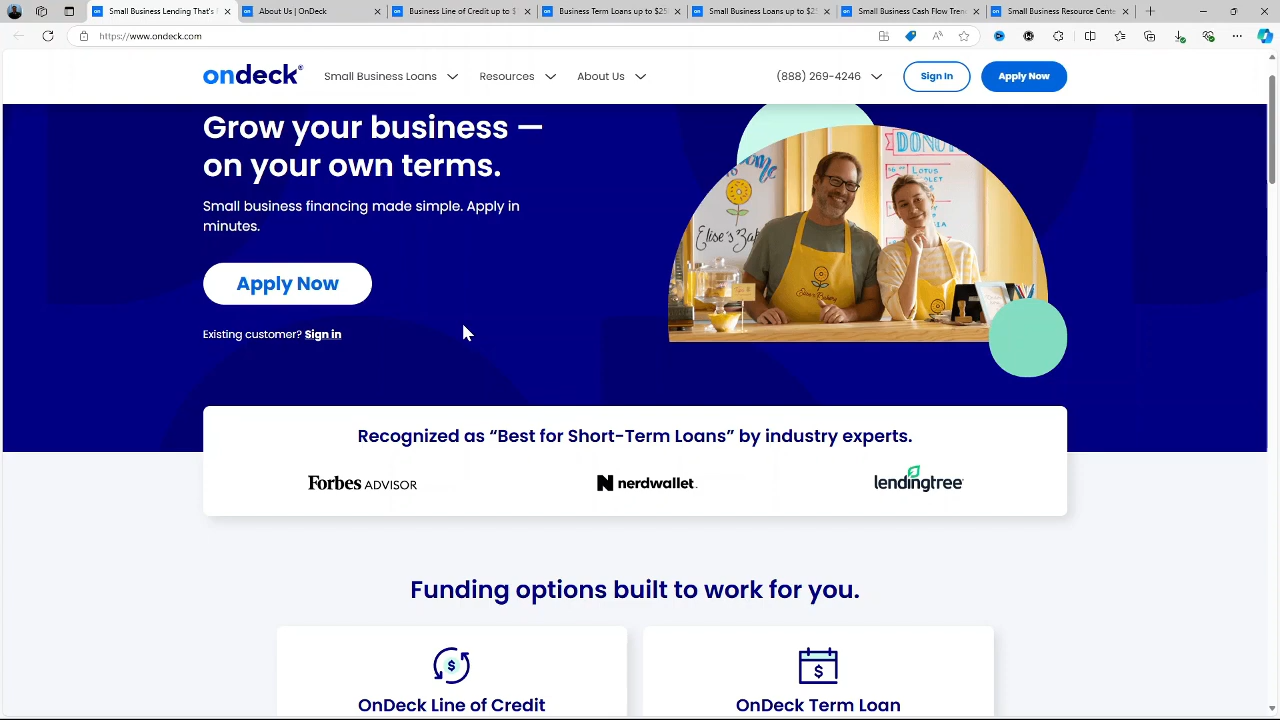 Small Business Lending That's
About Us | OnDeck
Business Line of Credit up to $
Business Term Loans up to $25
Small Business Loans up to $25
Small Business Cash Flow Tren
Small Business Resource Cente
https://www.ondeck.com
ondeck®
Small Business Loans
Resources
About Us
(888) 269-4246
Sign In
Apply Now
Grow your business —
on your own terms.
Small business financing made simple. Apply in
minutes.
Apply Now
Existing customer? Sign in
DONUT
LOTUS
Elise's Ba
Recognized as “Best for Short-Term Loans” by industry experts.
Forbes ADVISOR
nerdwallet
lendingtree
Funding options built to work for you.
$
$
OnDeck Line of Credit
OnDeck Term Loan